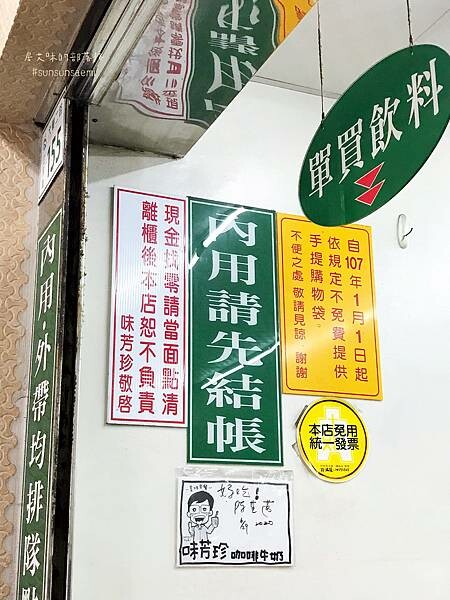 彥文味的部落格
#sunsunsaemi
155
單買飲料
內用·外帶均排隊點
現金找零請當面點清
離櫃後本店恕不負責
味芳珍敬啓
內用請先結帳
自107年1月1日起
依規定不免費提供
手提購物袋。
不便之處 敬請見諒 謝謝
本店免用
統一發票
好吃!
2020
味芳珍 咖啡牛奶